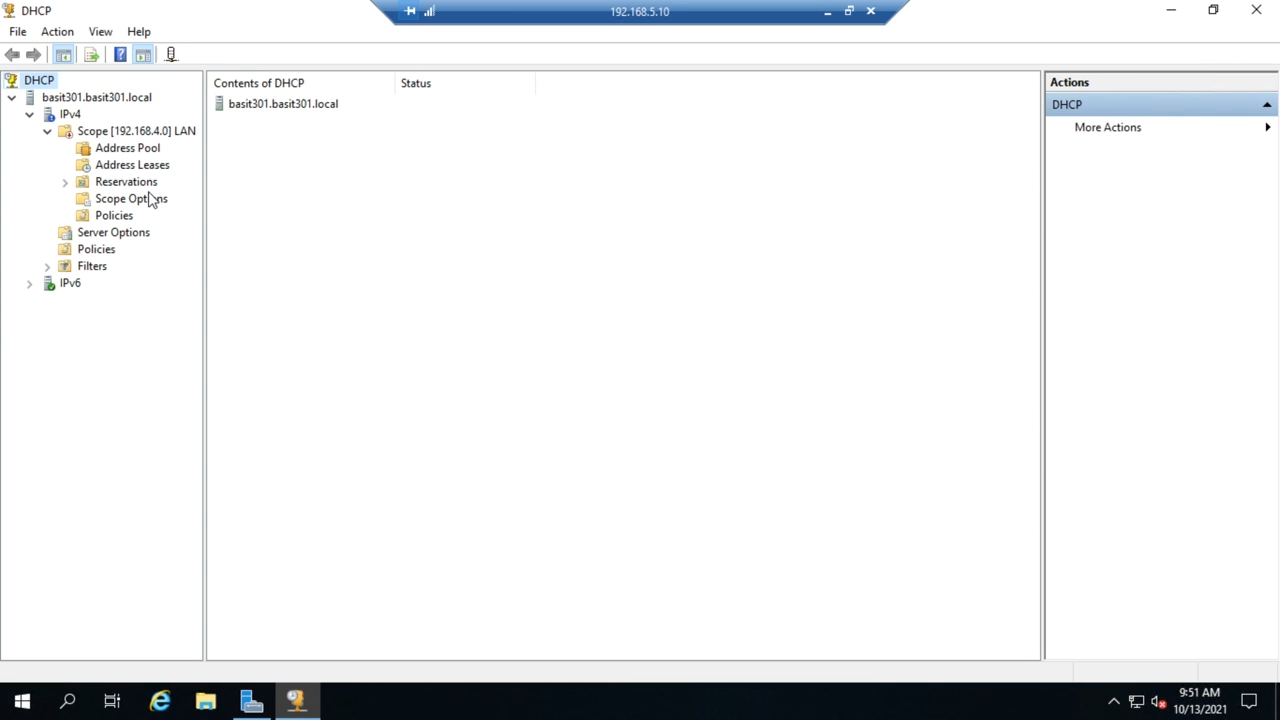 DHCP
192.168.5.10
File Action View Help
DHCP
basit301.basit301.local
IPv4
Scope [192.168.4.0] LAN
Address Pool
Address Leases
Reservations
Scope Options
Policies
Server Options
Policies
Filters
IPv6
Contents of DHCP Status
basit301.basit301.local
Actions
DHCP
More Actions
9:51 AM
10/13/2021